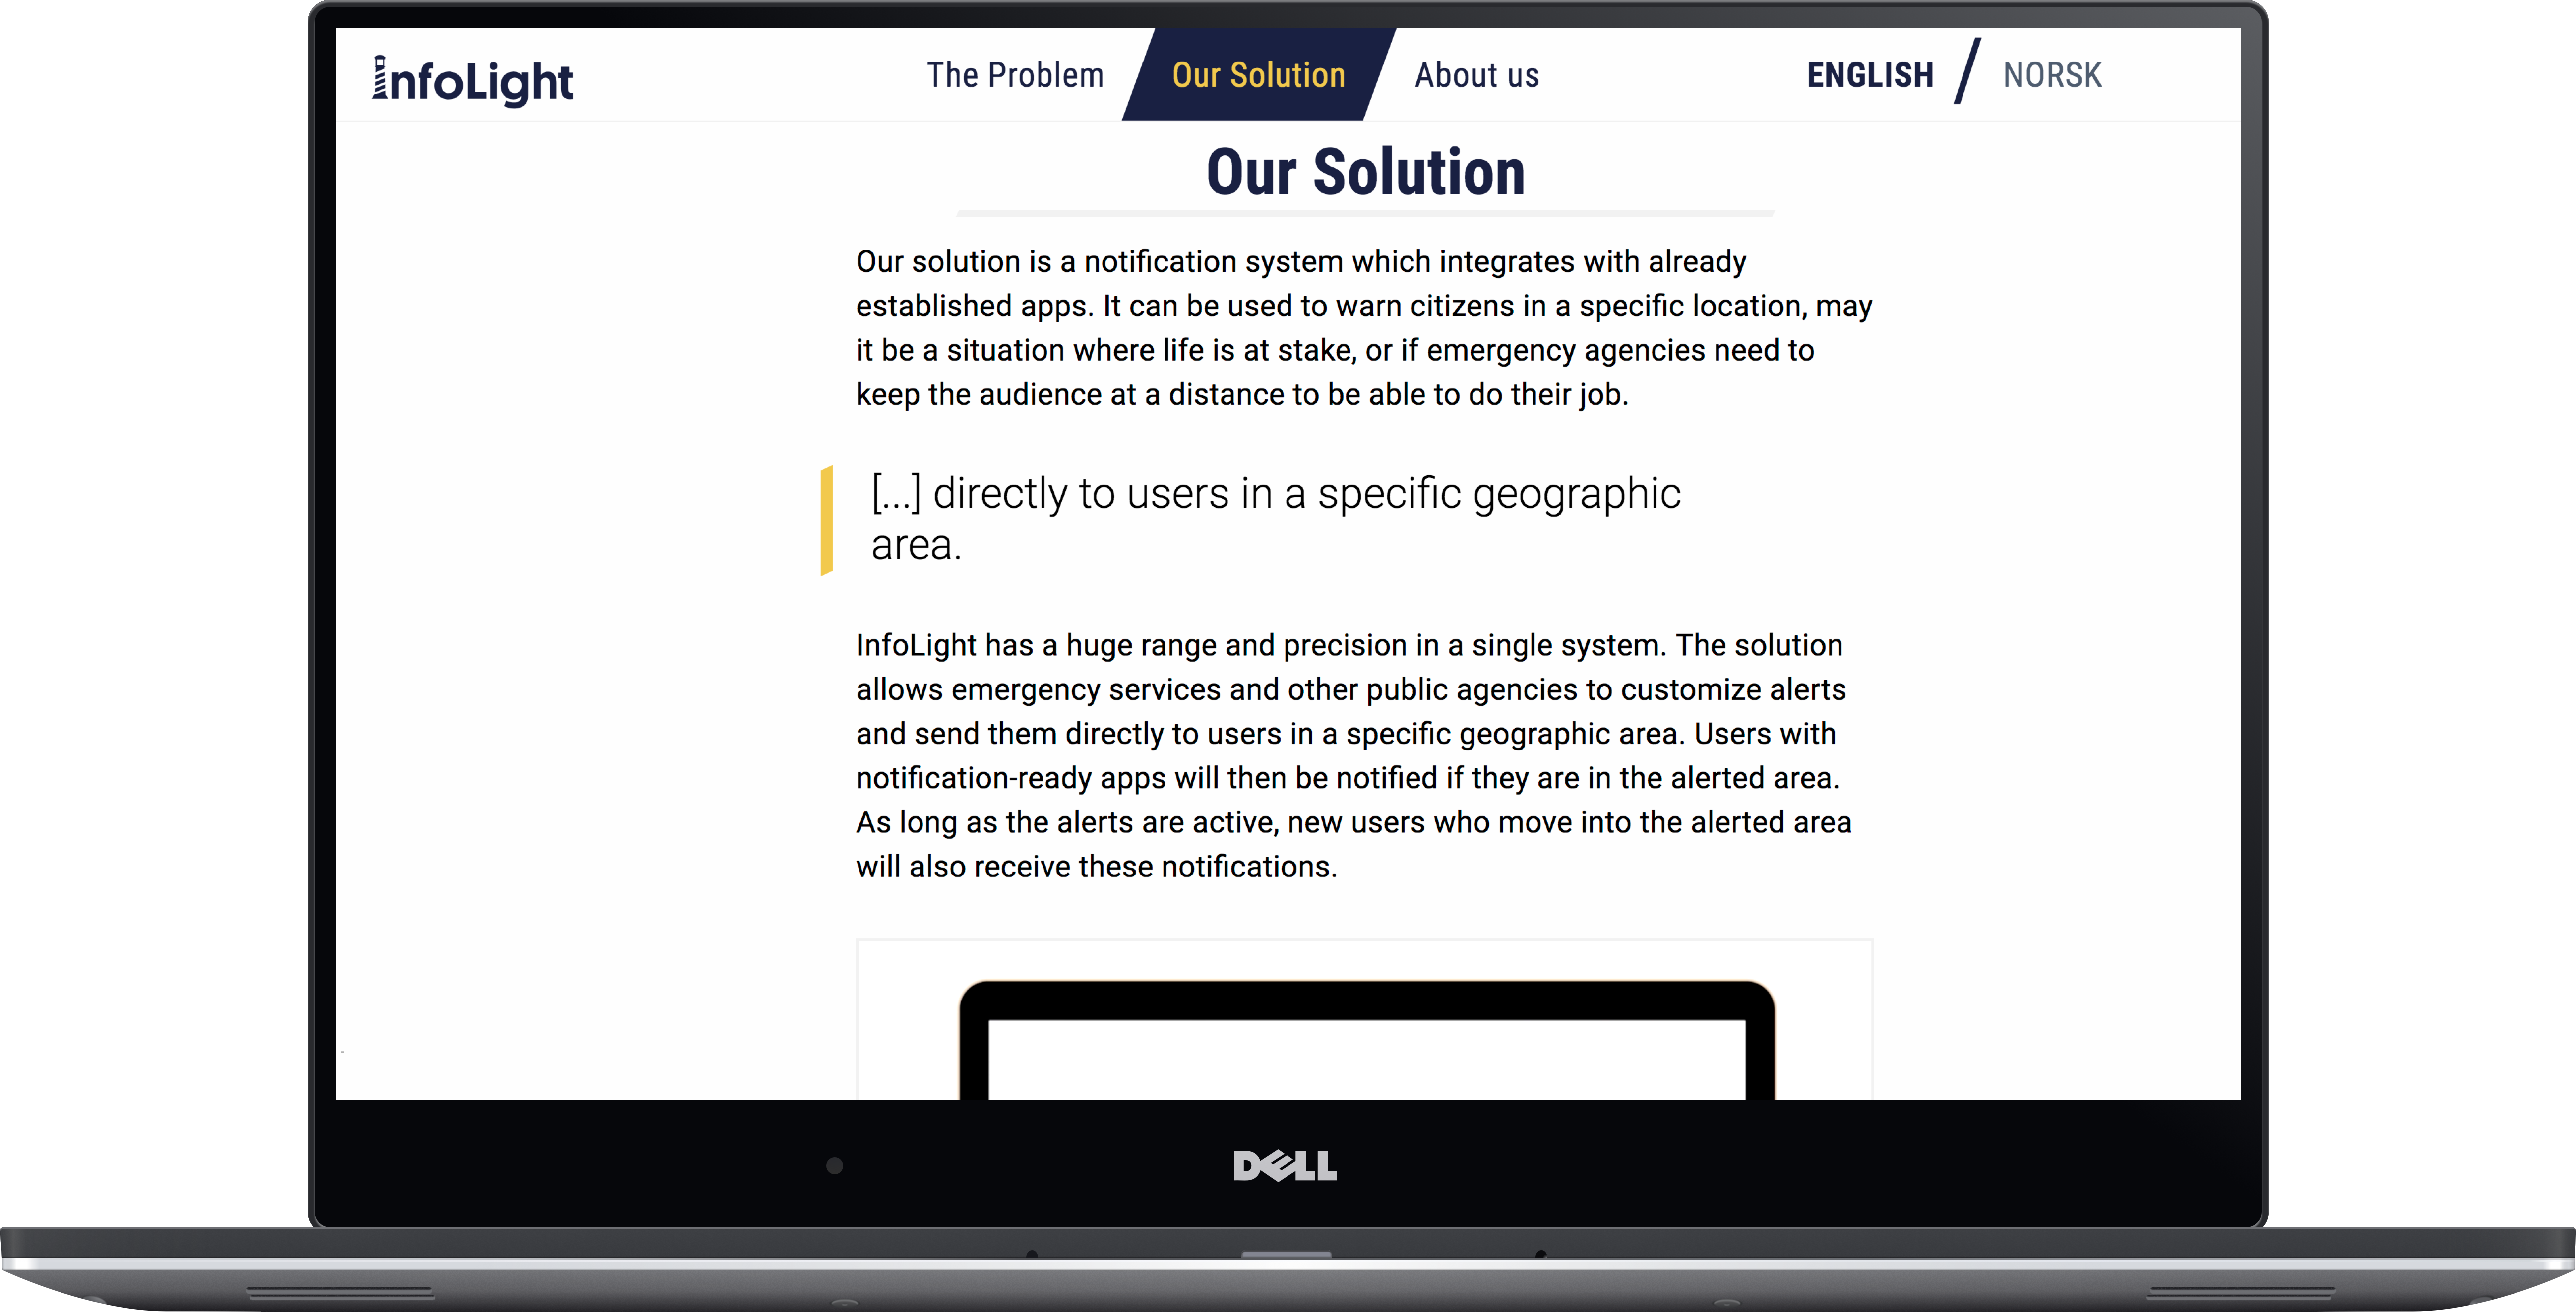 InfoLight
The Problem
Our Solution
About us
ENGLISH / NORSK
Our Solution
Our solution is a notification system which integrates with already
established apps. It can be used to warn citizens in a specific location, may
it be a situation where life is at stake, or if emergency agencies need to
keep the audience at a distance to be able to do their job.
[...] directly to users in a specific geographic
area.
InfoLight has a huge range and precision in a single system. The solution
allows emergency services and other public agencies to customize alerts
and send them directly to users in a specific geographic area. Users with
notification-ready apps will then be notified if they are in the alerted area.
As long as the alerts are active, new users who move into the alerted area
will also receive these notifications.
DELL